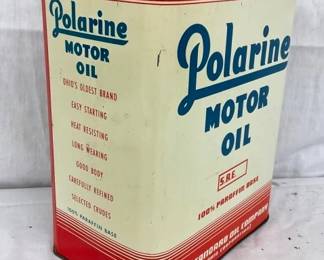 Polarine
MOTOR
OIL
OHIO'S OLDEST BRAND
EASY STARTING
HEAT RESISTING
LONG WEARING
GOOD BODY
CAREFULLY REFINED
SELECTED CRUDES
100% PARAFFIN BASE
Polarine
MOTOR
OIL
S.R.E.
100% PARAFFIN BASE
STANDARD OIL COMPANY